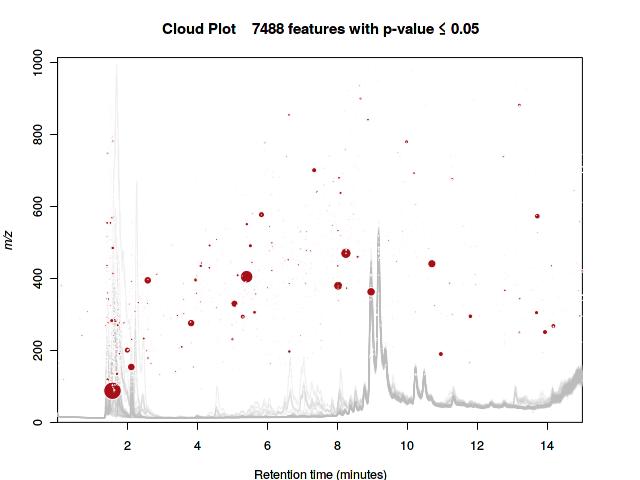 Cloud Plot 7488 features with p-value ≤ 0.05
1000
800
600
400
200
0
m/z
2 4 6 8 10 12 14
Retention time (minutes)